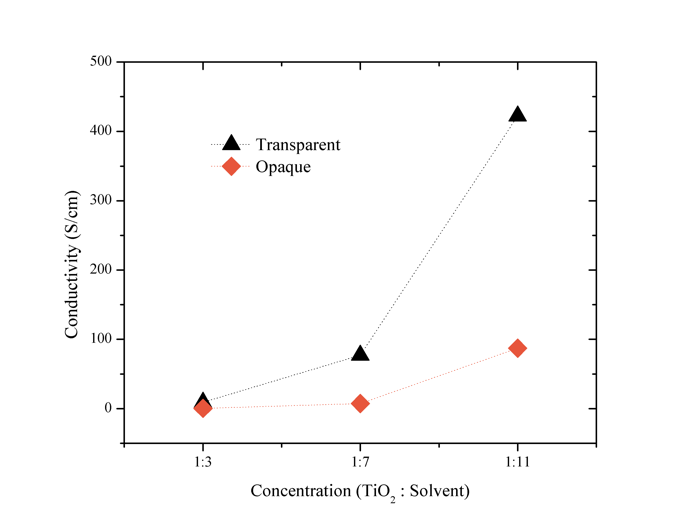 500
400
300
200
100
0
Conductivity (S/cm)
Transparent
Opaque
1:3 1:7 1:11
Concentration (TiO₂ : Solvent)